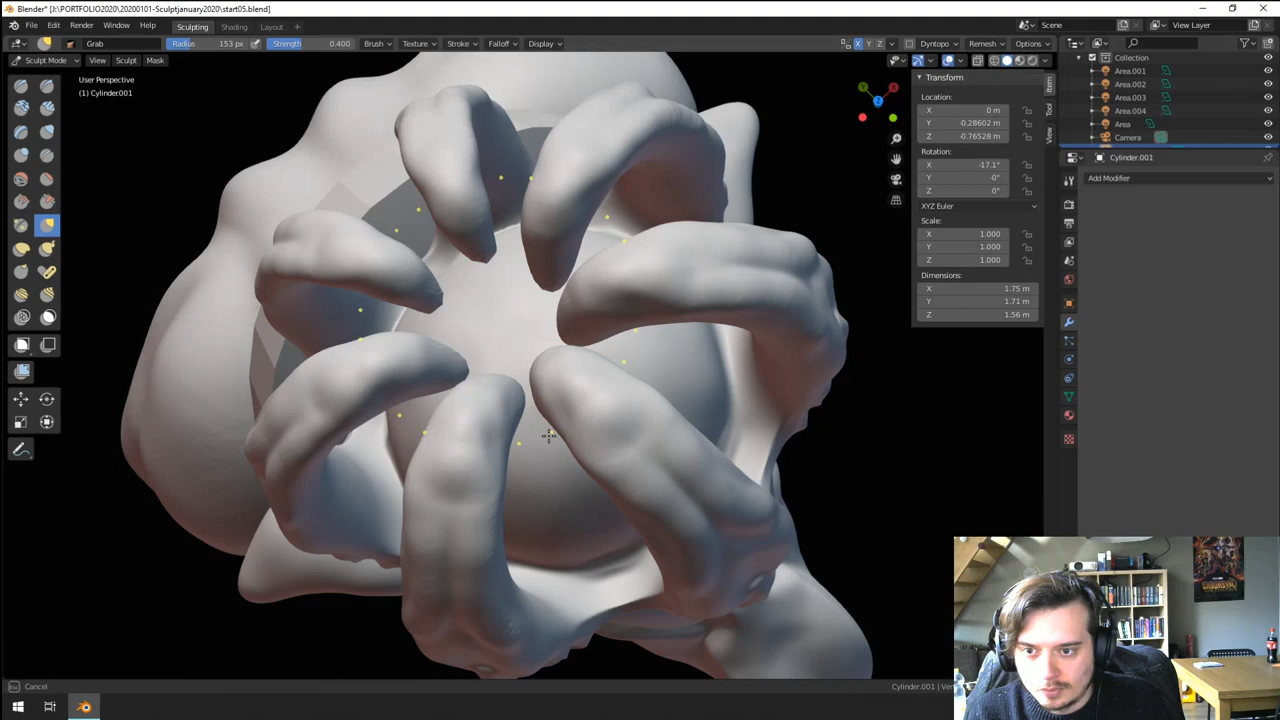 Blender* [J:\PORTFOLIO2020\20200101-Sculptjanuary2020\start05.blend]
File Edit Render Window Help Sculpting Shading Layout Scene View Layer
Grab Radius 153 px Strength 0.400 Brush Texture Stroke Falloff Display X Y Z Dyntopo Remesh Options
Sculpt Mode View Sculpt Mask
User Perspective
(1) Cylinder.001
Transform
Location:
X 0 m
Y -0.28602 m
Z -0.76528 m
Rotation:
X -17.1°
Y -0°
Z 0°
XYZ Euler
Scale:
X 1.000
Y 1.000
Z 1.000
Dimensions:
X 1.75 m
Y 1.71 m
Z 1.56 m
Item
Tool
View
Collection
Area.001
Area.002
Area.003
Area.004
Area
Camera
Cylinder.001
Add Modifier
Cancel
Cylinder.001 | Ver